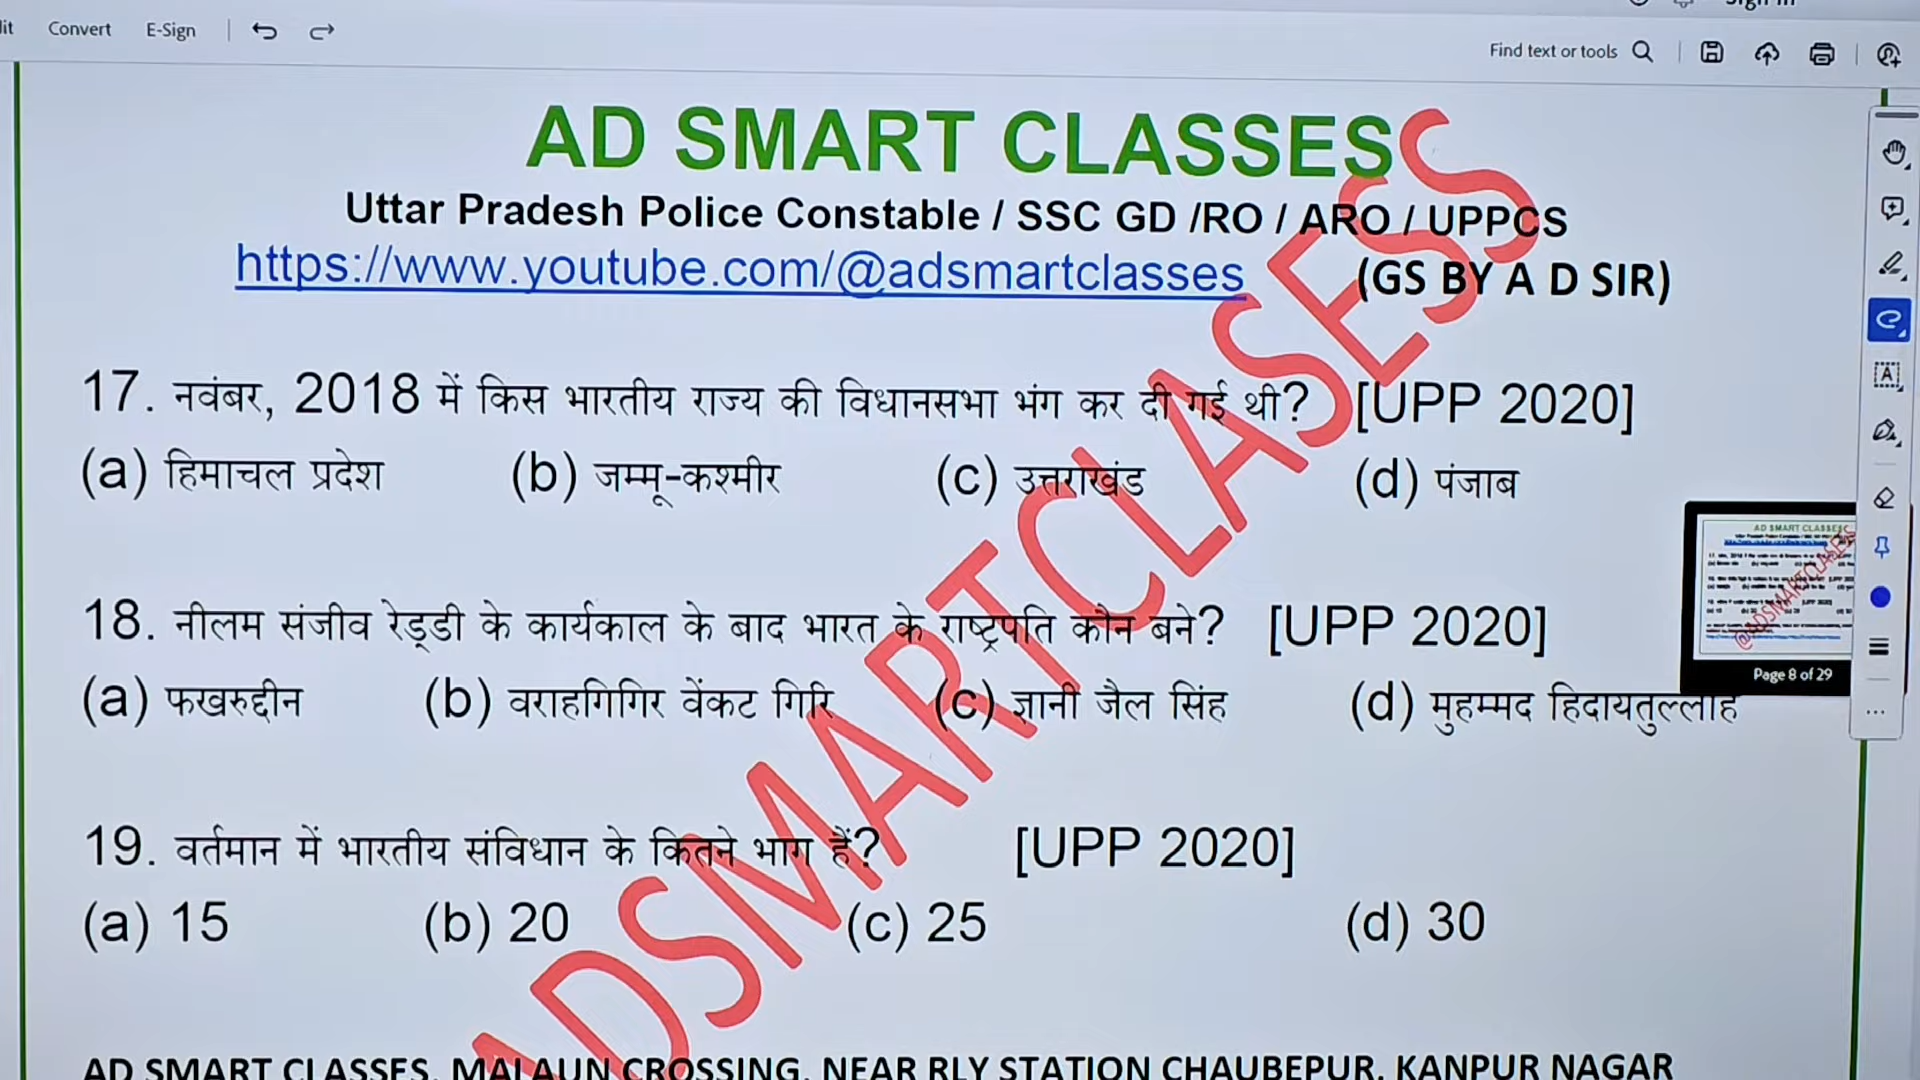 Convert E-Sign
Find text or tools
AD SMART CLASSES
Uttar Pradesh Police Constable / SSC GD /RO / ARO / UPPCS
https://www.youtube.com/@adsmartclasses (GS BY A D SIR)
17. नवंबर, 2018 में किस भारतीय राज्य की विधानसभा भंग कर दी गई थी? [UPP 2020]
(a) हिमाचल प्रदेश (b) जम्मू-कश्मीर (c) उत्तराखंड (d) पंजाब
18. नीलम संजीव रेड्डी के कार्यकाल के बाद भारत के राष्ट्रपति कौन बने? [UPP 2020]
(a) फखरुद्दीन (b) वराहगिगिर वेंकट गिरि (c) ज्ञानी जैल सिंह (d) मुहम्मद हिदायतुल्लाह
19. वर्तमान में भारतीय संविधान के कितने भाग हैं? [UPP 2020]
(a) 15 (b) 20 (c) 25 (d) 30
AD SMART CLASSES, MALAUN CROSSING, NEAR RLY STATION CHAUBEPUR, KANPUR NAGAR
ADSMARTCLASESS
AD SMART CLASSES
Page 8 of 29